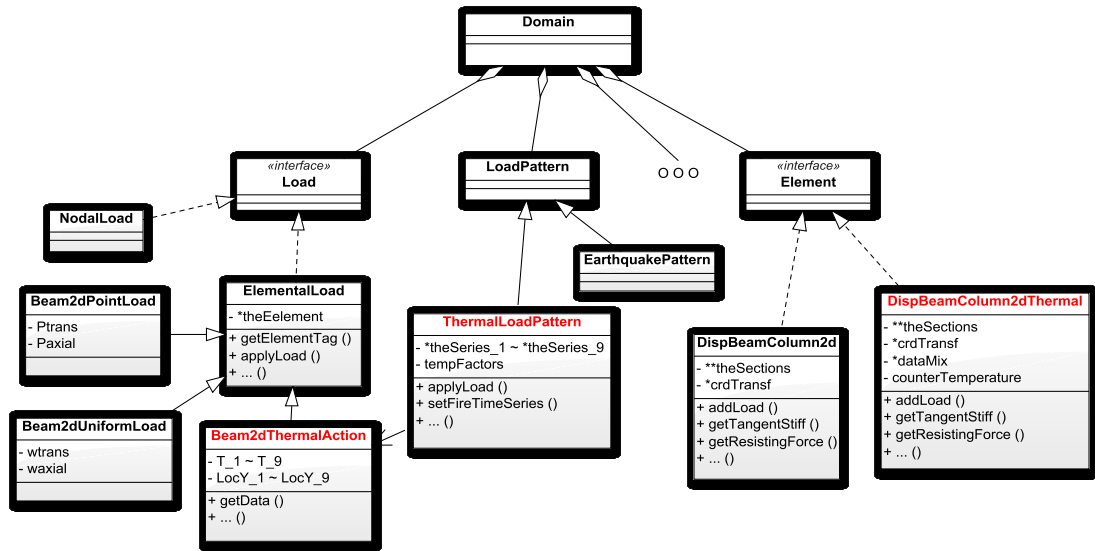 Domain
«interface»
Load
LoadPattern
O O O
«interface»
Element
NodalLoad
EarthquakePattern
Beam2dPointLoad
- Ptrans
- Paxial
ElementalLoad
- *theEelement
+ getElementTag ()
+ applyLoad ()
+ ... ()
ThermalLoadPattern
- *theSeries_1 ~ *theSeries_9
- tempFactors
+ applyLoad ()
+ setFireTimeSeries ()
+ ... ()
DispBeamColumn2d
- **theSections
- *crdTransf
+ addLoad ()
+ getTangentStiff ()
+ getResistingForce ()
+ ... ()
DispBeamColumn2dThermal
- **theSections
- *crdTransf
- *dataMix
- counterTemperature
+ addLoad ()
+ getTangentStiff ()
+ getResistingForce ()
+ ... ()
Beam2dUniformLoad
- wtrans
- waxial
Beam2dThermalAction
- T_1 ~ T_9
- LocY_1 ~ LocY_9
+ getData ()
+ ... ()